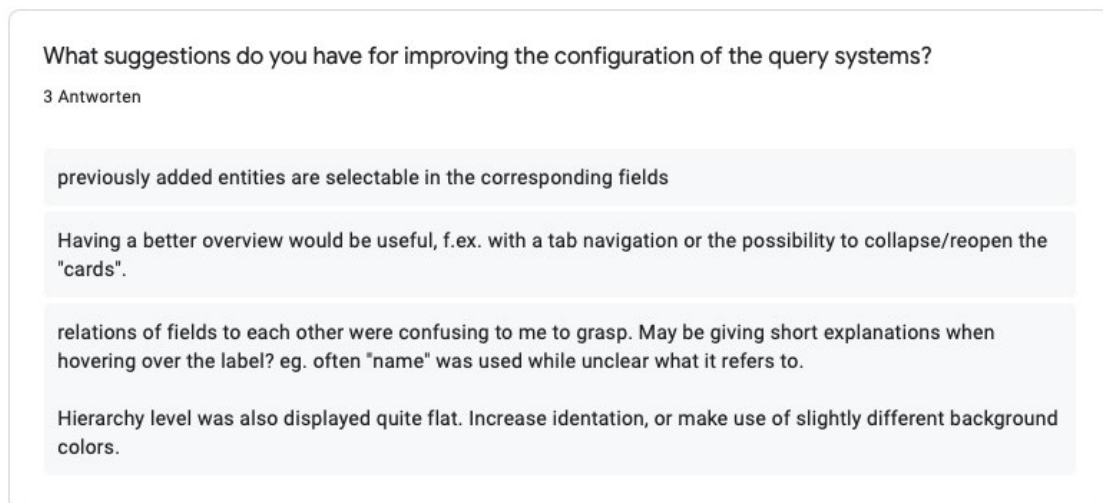 What suggestions do you have for improving the configuration of the query systems?
3 Antworten
previously added entities are selectable in the corresponding fields
Having a better overview would be useful, f.ex. with a tab navigation or the possibility to collapse/reopen the
"cards".
relations of fields to each other were confusing to me to grasp. May be giving short explanations when
hovering over the label? eg. often "name" was used while unclear what it refers to.
Hierarchy level was also displayed quite flat. Increase identation, or make use of slightly different background
colors.